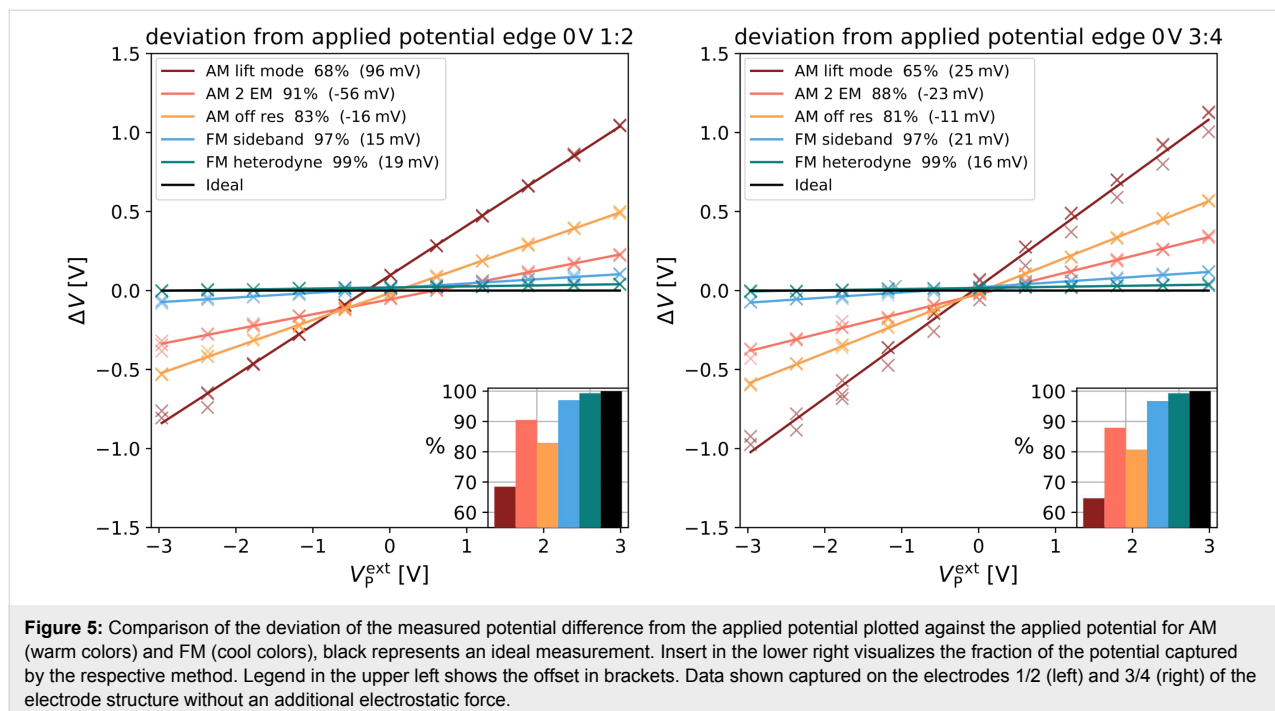 deviation from applied potential edge 0 V 1:2
1.5
1.0
0.5
0.0
−0.5
−1.0
−1.5
ΔV [V]
AM lift mode 68% (96 mV)
AM 2 EM 91% (-56 mV)
AM off res 83% (-16 mV)
FM sideband 97% (15 mV)
FM heterodyne 99% (19 mV)
Ideal
100
90
80
70
60
%
−3 −2 −1 0 1 2 3
V_P^ext [V]
deviation from applied potential edge 0 V 3:4
1.5
1.0
0.5
0.0
−0.5
−1.0
−1.5
ΔV [V]
AM lift mode 65% (25 mV)
AM 2 EM 88% (-23 mV)
AM off res 81% (-11 mV)
FM sideband 97% (21 mV)
FM heterodyne 99% (16 mV)
Ideal
100
90
80
70
60
%
−3 −2 −1 0 1 2 3
V_P^ext [V]
Figure 5: Comparison of the deviation of the measured potential difference from the applied potential plotted against the applied potential for AM
(warm colors) and FM (cool colors), black represents an ideal measurement. Insert in the lower right visualizes the fraction of the potential captured
by the respective method. Legend in the upper left shows the offset in brackets. Data shown captured on the electrodes 1/2 (left) and 3/4 (right) of the
electrode structure without an additional electrostatic force.